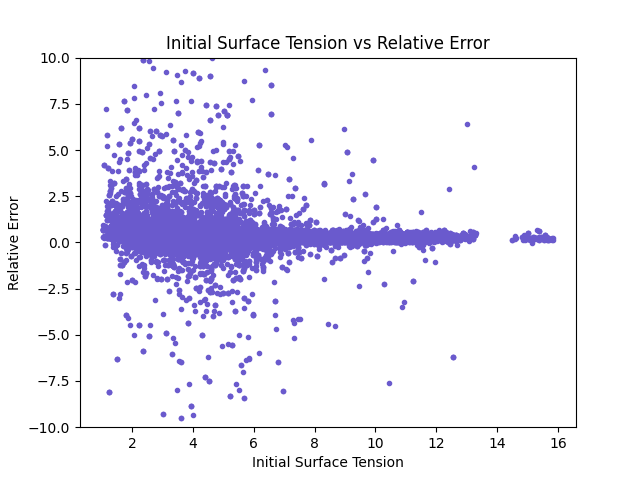 Initial Surface Tension vs Relative Error
10.0
7.5
5.0
2.5
0.0
−2.5
−5.0
−7.5
−10.0
Relative Error
2 4 6 8 10 12 14 16
Initial Surface Tension